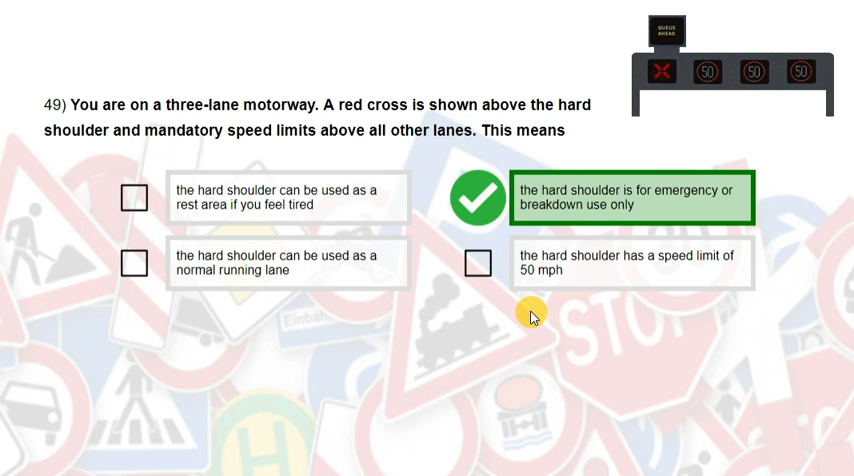 QUEUE
AHEAD
50 50 50
49) You are on a three-lane motorway. A red cross is shown above the hard
shoulder and mandatory speed limits above all other lanes. This means
the hard shoulder can be used as a
rest area if you feel tired
the hard shoulder is for emergency or
breakdown use only
the hard shoulder can be used as a
normal running lane
the hard shoulder has a speed limit of
50 mph
Einbahn
STOP
H